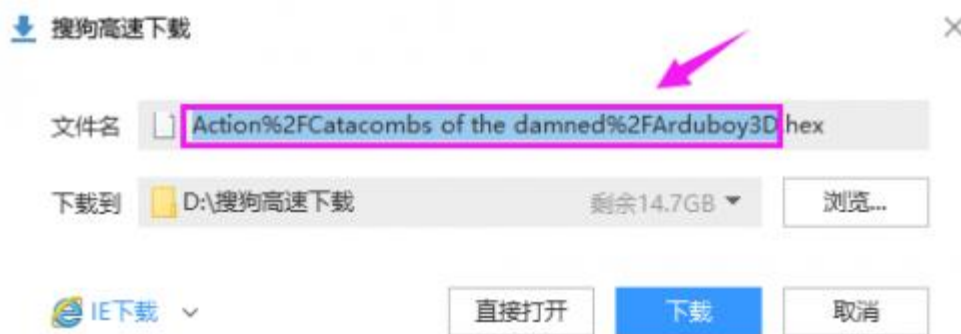 搜狗高速下载
文件名 Action%2FCatacombs of the damned%2FArduboy3D.hex
下载到 D:\搜狗高速下载 剩余14.7GB 浏览...
IE下载 直接打开 下载 取消